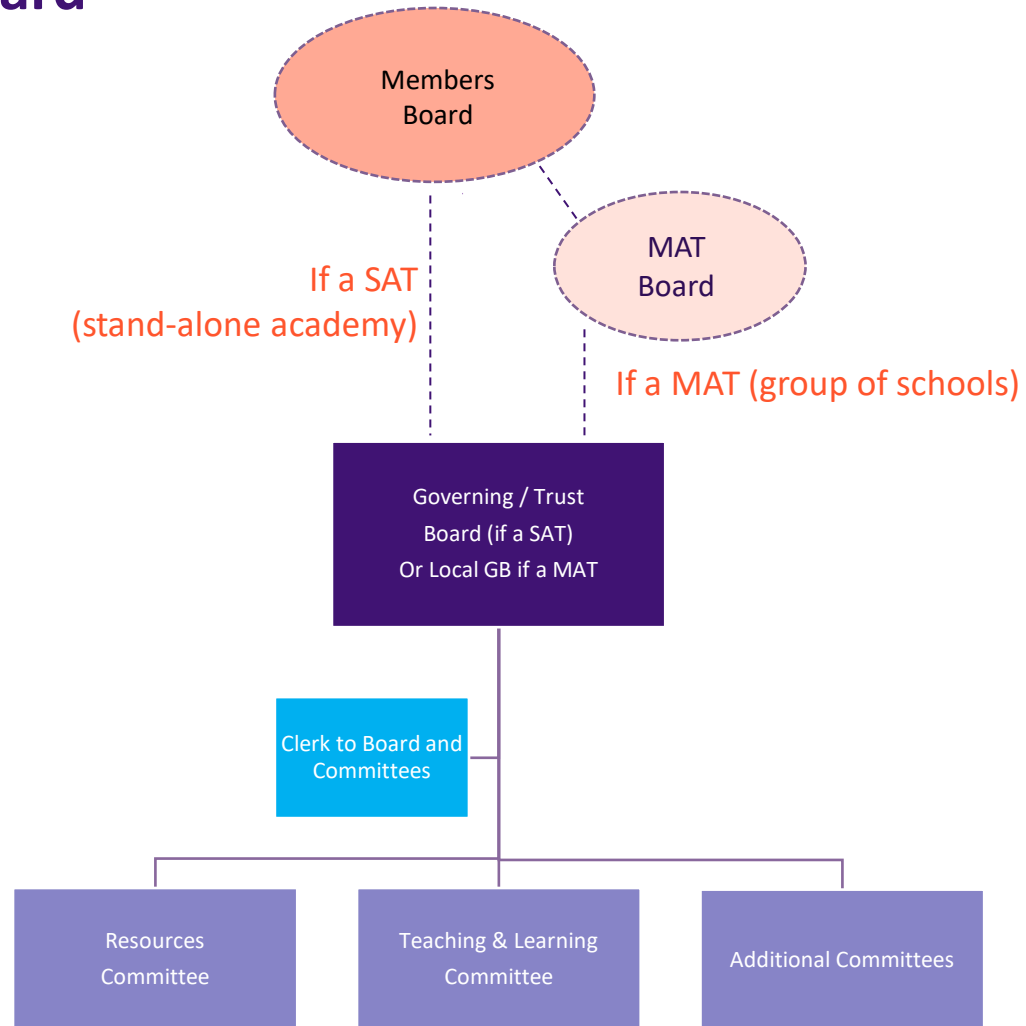 Members
Board
MAT
Board
If a SAT
(stand-alone academy)
If a MAT (group of schools)
Governing / Trust
Board (if a SAT)
Or Local GB if a MAT
Clerk to Board and
Committees
Resources
Committee
Teaching & Learning
Committee
Additional Committees